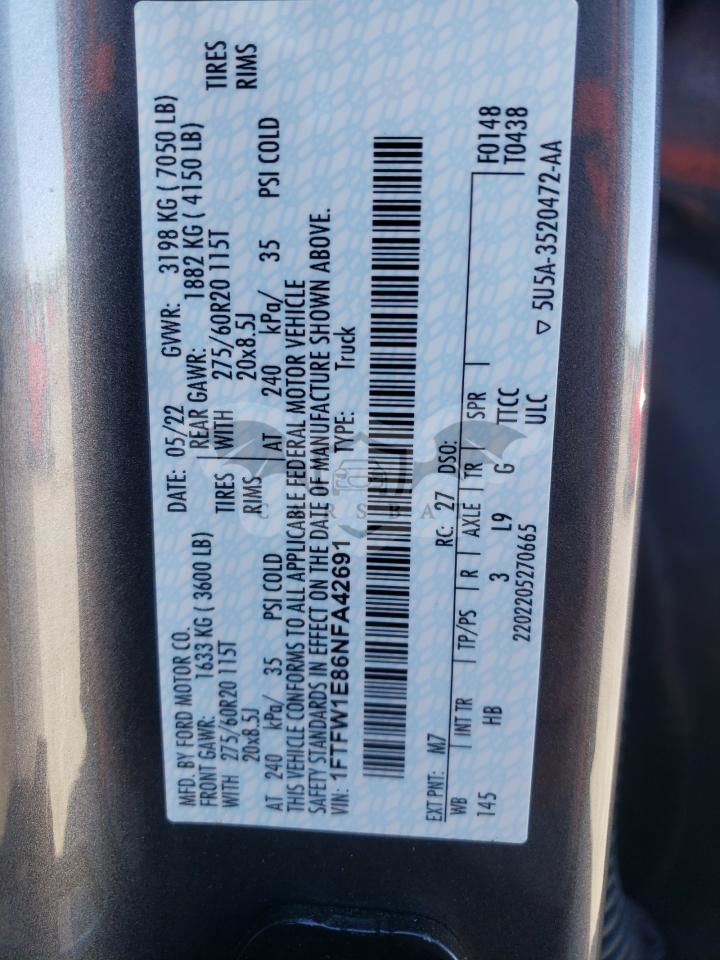 MFD. BY FORD MOTOR CO. DATE: 05/22 GVWR: 3198 KG ( 7050 LB)
FRONT GAWR: 1633 KG ( 3600 LB) REAR GAWR: 1882 KG ( 4150 LB)
WITH 275/60R20 115T TIRES WITH 275/60R20 115T TIRES
20x8.5J RIMS 20x8.5J RIMS
AT 240 kPa/ 35 PSI COLD AT 240 kPa/ 35 PSI COLD
THIS VEHICLE CONFORMS TO ALL APPLICABLE FEDERAL MOTOR VEHICLE
SAFETY STANDARDS IN EFFECT ON THE DATE OF MANUFACTURE SHOWN ABOVE.
VIN: 1FTFW1E86NFA42691 TYPE: Truck
EXT PNT: M7 RC: 27 DSO: F0148
WB INT TR TP/PS R AXLE TR SPR T0438
145 HB 3 L9 G TTCC
2202205270665 ULC ▽ 5U5A-3520472-AA